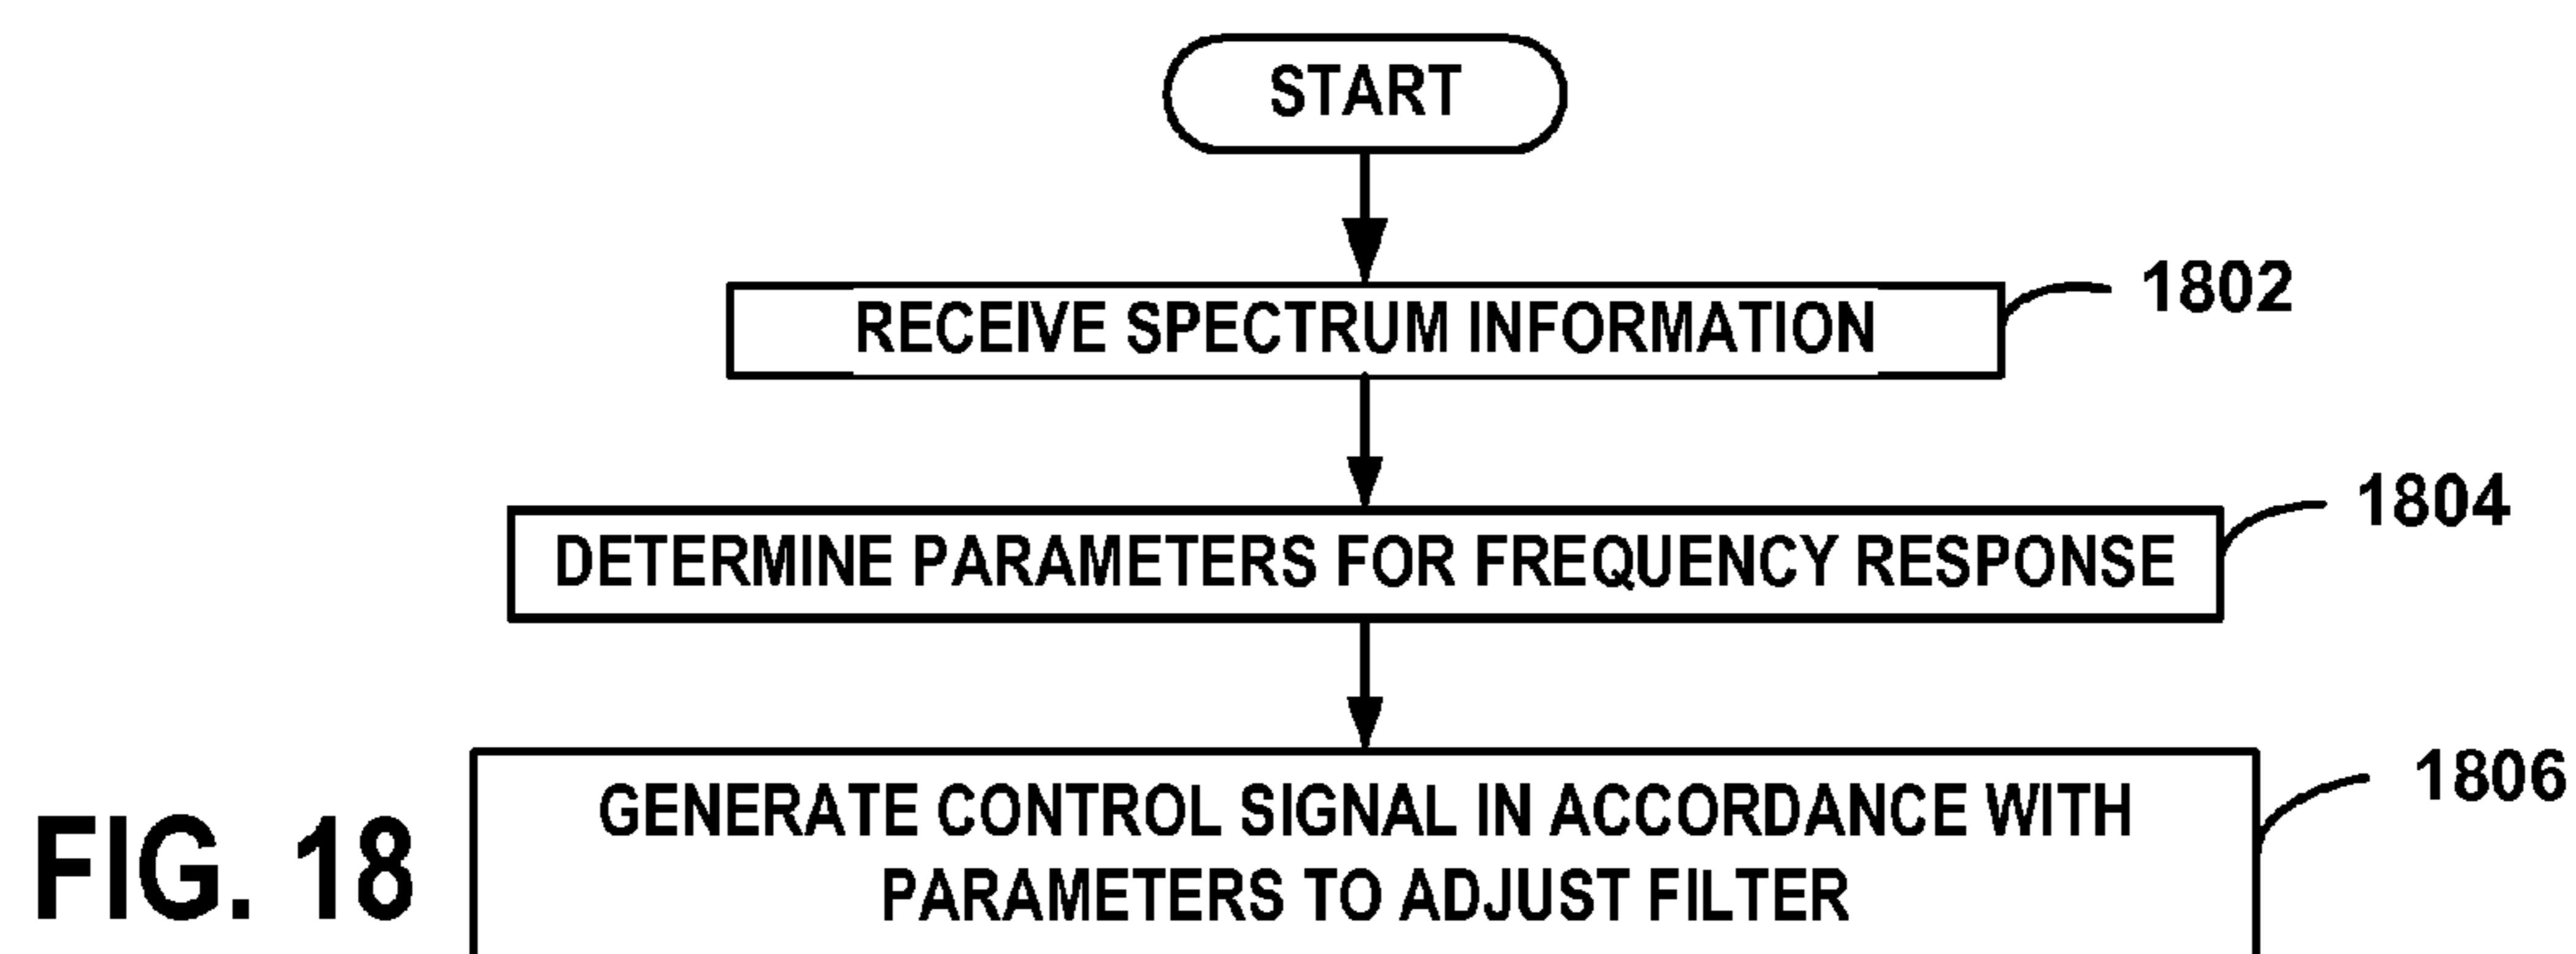 START
RECEIVE SPECTRUM INFORMATION
1802
DETERMINE PARAMETERS FOR FREQUENCY RESPONSE
1804
GENERATE CONTROL SIGNAL IN ACCORDANCE WITH
PARAMETERS TO ADJUST FILTER
1806
FIG. 18